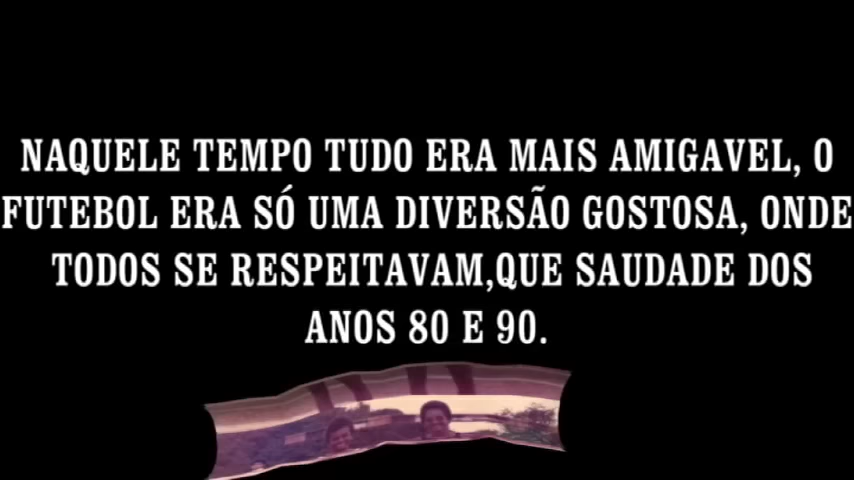 NAQUELE TEMPO TUDO ERA MAIS AMIGAVEL, O
FUTEBOL ERA SÓ UMA DIVERSÃO GOSTOSA, ONDE
TODOS SE RESPEITAVAM,QUE SAUDADE DOS
ANOS 80 E 90.